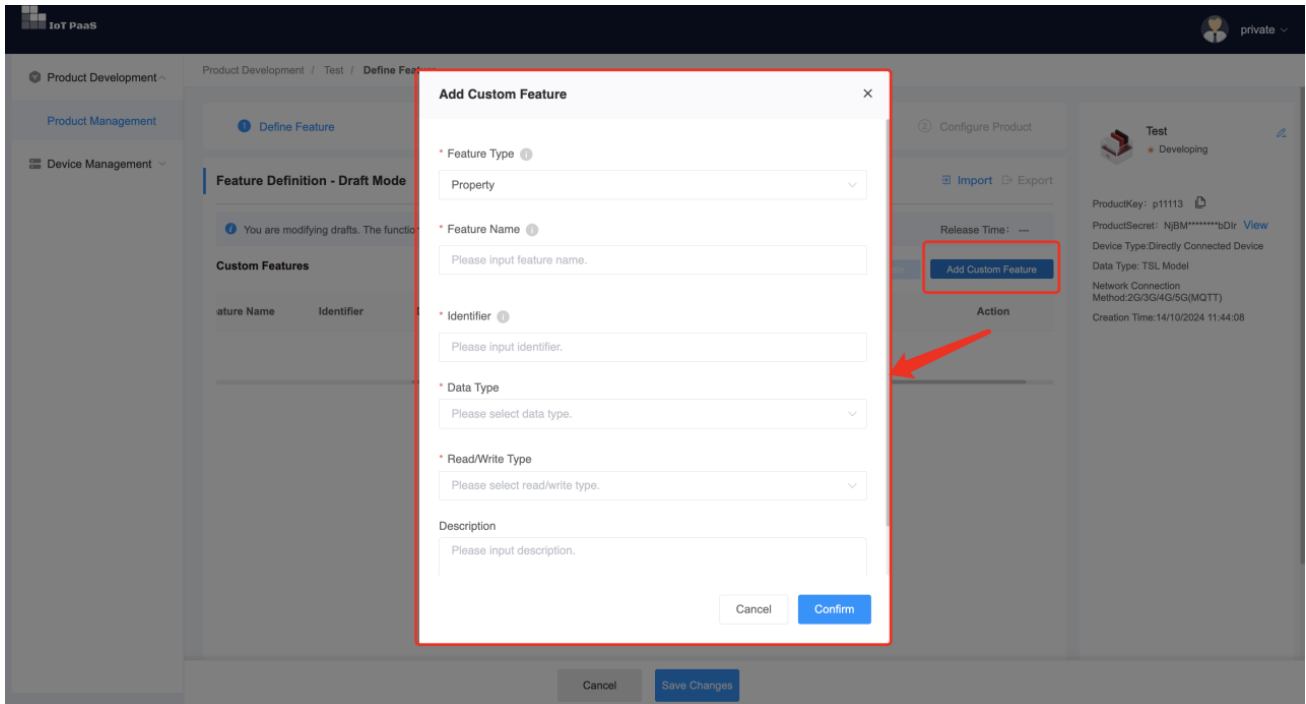 IoT PaaS
private
Product Development
Product Management
Device Management
Product Development / Test / Define
1 Define Feature
2 Configure Product
Feature Definition - Draft Mode
Import Export
You are modifying drafts. The
Release Time: ---
Custom Features
Add Custom Feature
Name Identifier
Action
Add Custom Feature
* Feature Type
Property
* Feature Name
Please input feature name.
* Identifier
Please input identifier.
* Data Type
Please select data type.
* Read/Write Type
Please select read/write type.
Description
Please input description.
Cancel Confirm
Test
Developing
ProductKey: p11113
ProductSecret: NjBM********bDIr View
Device Type:Directly Connected Device
Data Type: TSL Model
Network Connection
Method:2G/3G/4G/5G(MQTT)
Creation Time:14/10/2024 11:44:08
Cancel Save Changes